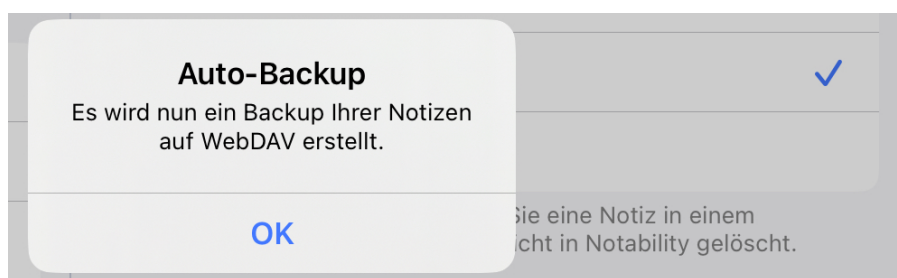 Auto-Backup
Es wird nun ein Backup Ihrer Notizen
auf WebDAV erstellt.
OK
Sie eine Notiz in einem
in Notability gelöscht.